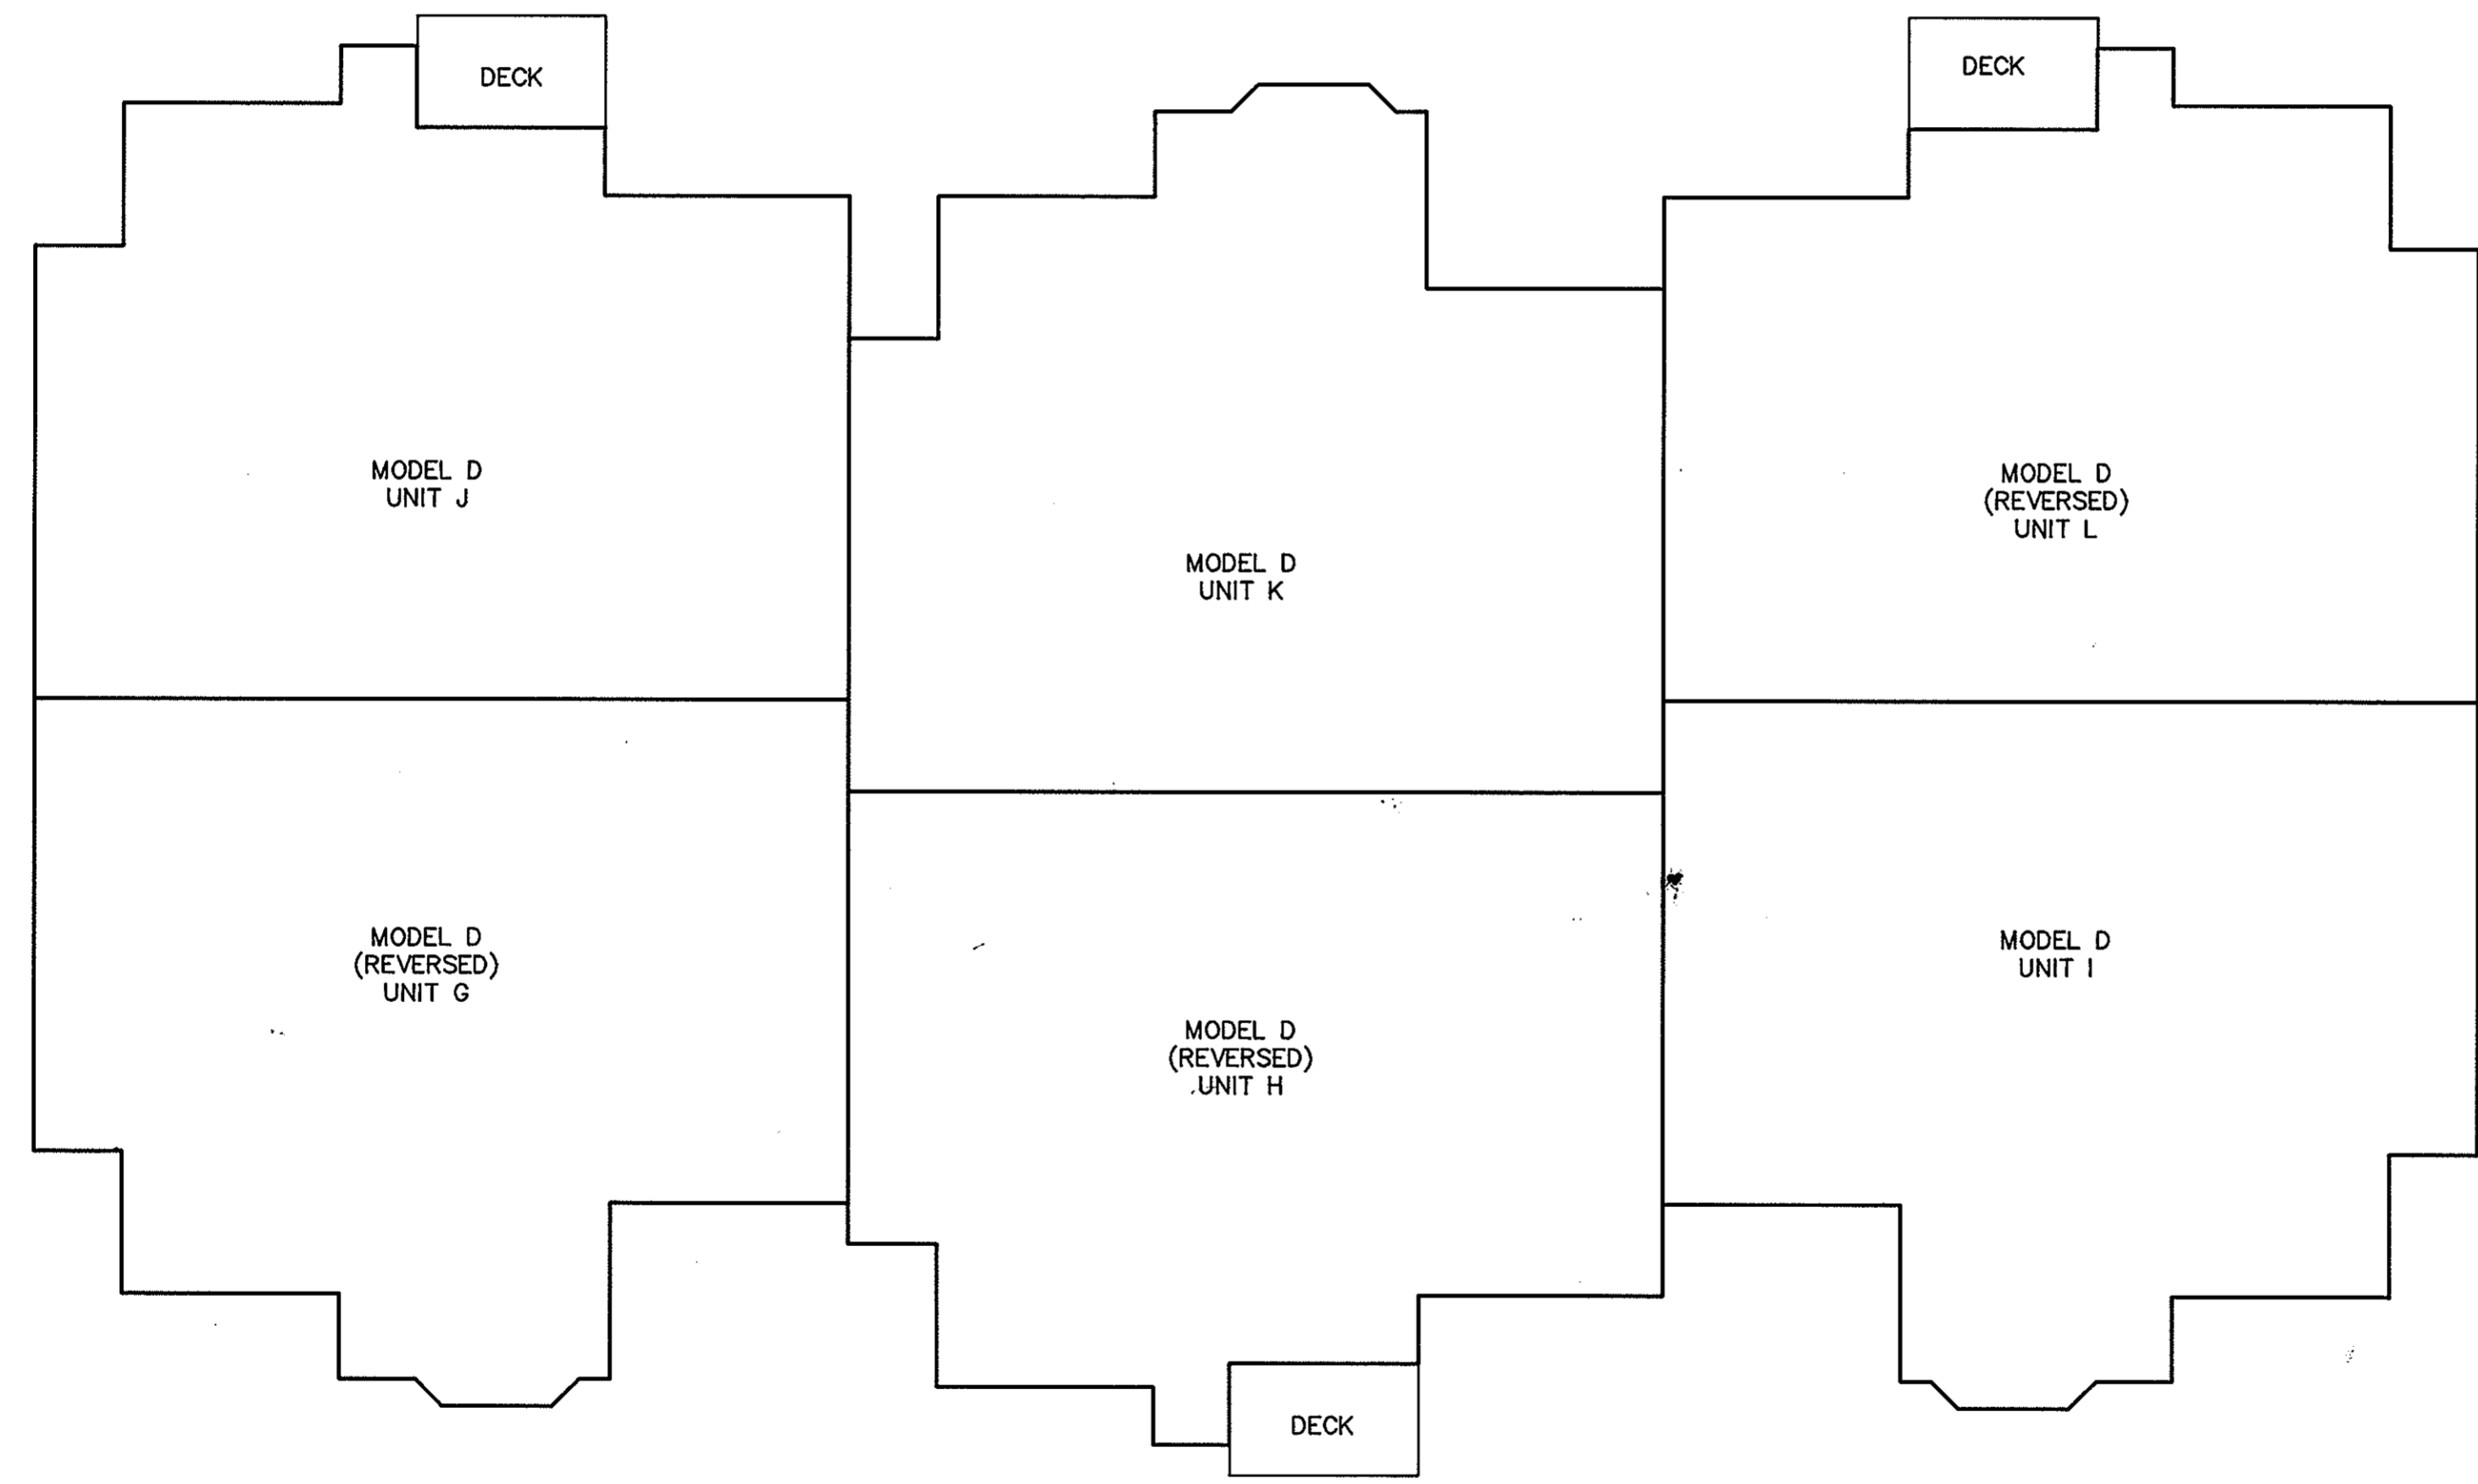 DECK
DECK
MODEL D
UNIT J
MODEL D
UNIT K
MODEL D
(REVERSED)
UNIT L
MODEL D
(REVERSED)
UNIT G
MODEL D
(REVERSED)
UNIT H
MODEL D
UNIT I
DECK